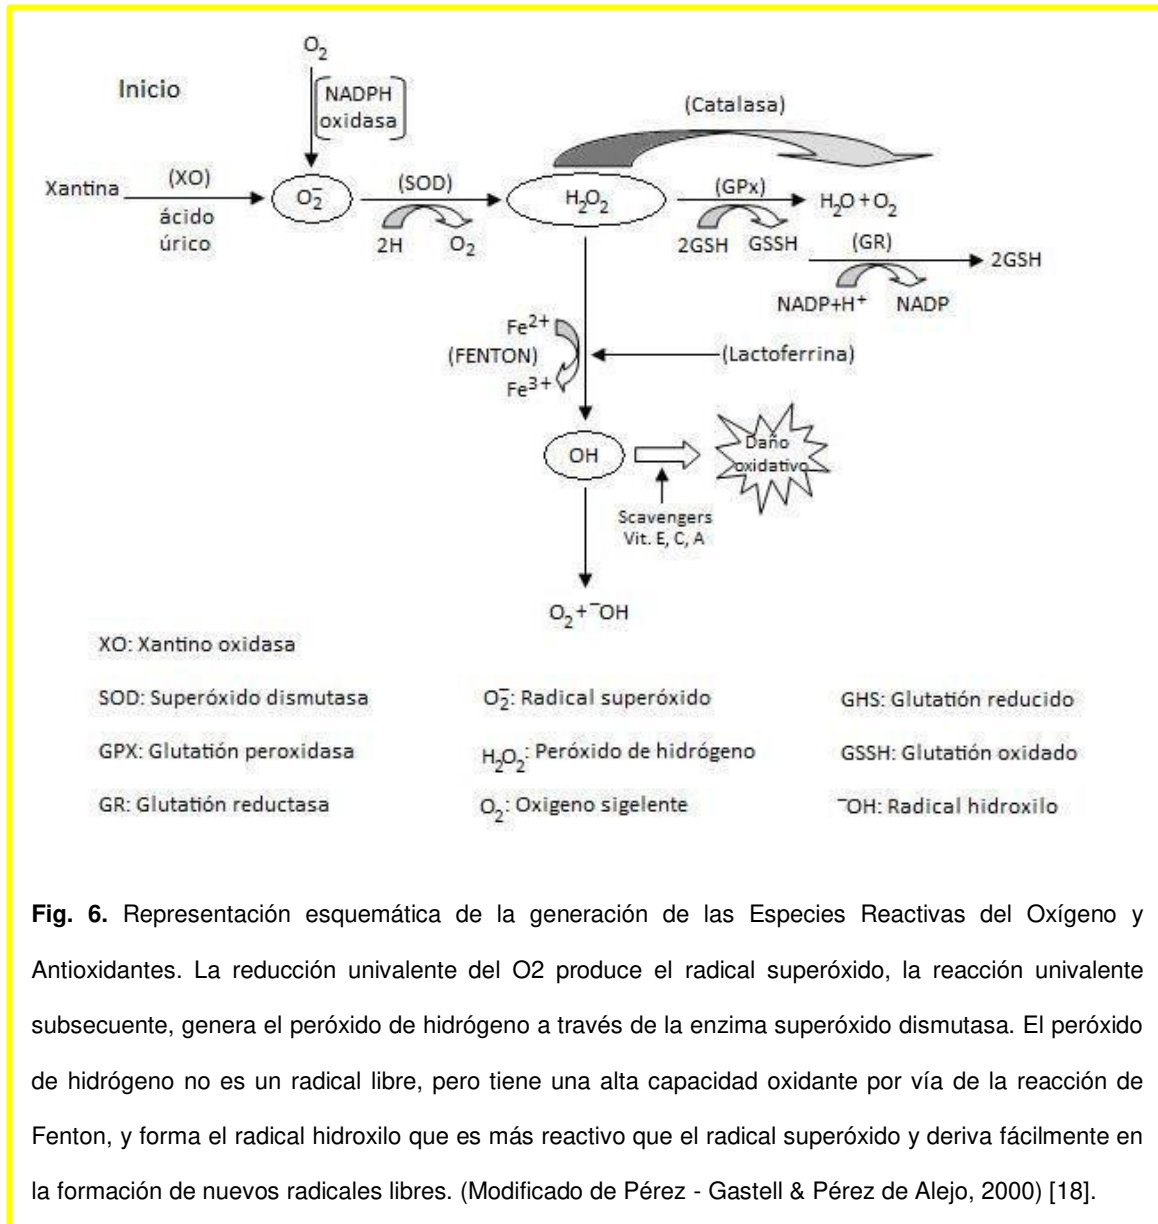 O2
Inicio
NADPH
oxidasa
(Catalasa)
Xantina
(XO)
ácido
úrico
O2-
(SOD)
2H
O2
H2O2
(GPx)
2GSH
GSSH
H2O + O2
(GR)
2GSH
NADP+H+
NADP
Fe2+
(FENTON)
Fe3+
(Lactoferrina)
OH
Daño
oxidativo
Scavengers
Vit. E, C, A
O2 + -OH
XO: Xantino oxidasa
SOD: Superóxido dismutasa
O2-: Radical superóxido
GHS: Glutatión reducido
GPX: Glutatión peroxidasa
H2O2: Peróxido de hidrógeno
GSSH: Glutatión oxidado
GR: Glutatión reductasa
O2: Oxigeno sigelente
-OH: Radical hidroxilo
Fig. 6. Representación esquemática de la generación de las Especies Reactivas del Oxígeno y
Antioxidantes. La reducción univalente del O2 produce el radical superóxido, la reacción univalente
subsecuente, genera el peróxido de hidrógeno a través de la enzima superóxido dismutasa. El peróxido
de hidrógeno no es un radical libre, pero tiene una alta capacidad oxidante por vía de la reacción de
Fenton, y forma el radical hidroxilo que es más reactivo que el radical superóxido y deriva fácilmente en
la formación de nuevos radicales libres. (Modificado de Pérez - Gastell & Pérez de Alejo, 2000) [18].